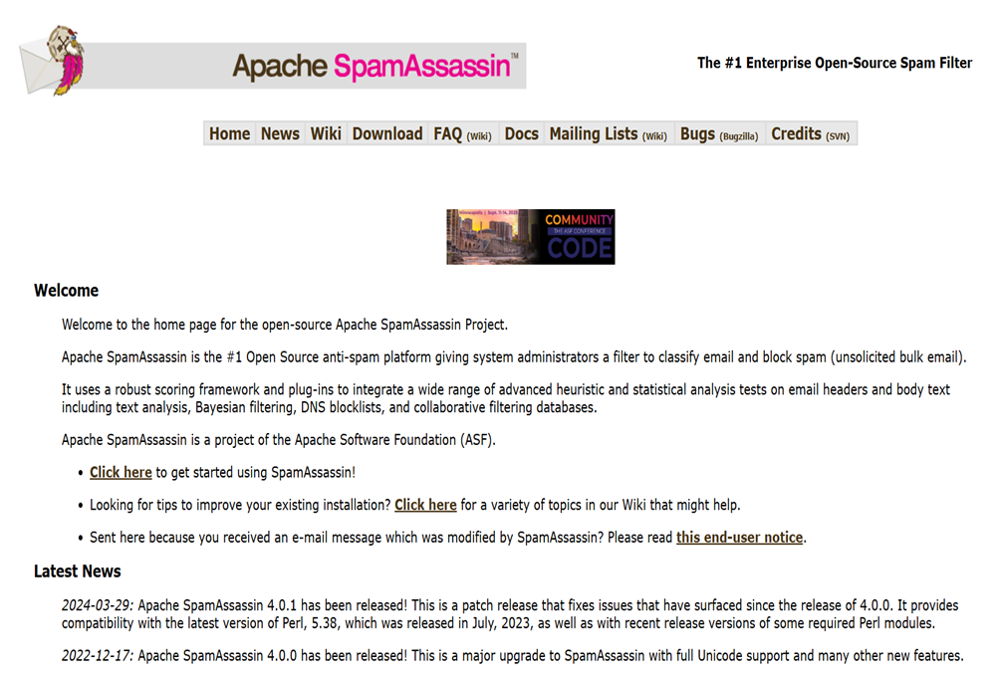 Apache SpamAssassin™
The #1 Enterprise Open-Source Spam Filter
Home News Wiki Download FAQ (Wiki) Docs Mailing Lists (Wiki) Bugs (Bugzilla) Credits (SVN)
Minneapolis | Sept. 11-14, 2025
COMMUNITY
THE ASF CONFERENCE
CODE
Welcome
Welcome to the home page for the open-source Apache SpamAssassin Project.
Apache SpamAssassin is the #1 Open Source anti-spam platform giving system administrators a filter to classify email and block spam (unsolicited bulk email).
It uses a robust scoring framework and plug-ins to integrate a wide range of advanced heuristic and statistical analysis tests on email headers and body text
including text analysis, Bayesian filtering, DNS blocklists, and collaborative filtering databases.
Apache SpamAssassin is a project of the Apache Software Foundation (ASF).
• Click here to get started using SpamAssassin!
• Looking for tips to improve your existing installation? Click here for a variety of topics in our Wiki that might help.
• Sent here because you received an e-mail message which was modified by SpamAssassin? Please read this end-user notice.
Latest News
2024-03-29: Apache SpamAssassin 4.0.1 has been released! This is a patch release that fixes issues that have surfaced since the release of 4.0.0. It provides
compatibility with the latest version of Perl, 5.38, which was released in July, 2023, as well as with recent release versions of some required Perl modules.
2022-12-17: Apache SpamAssassin 4.0.0 has been released! This is a major upgrade to SpamAssassin with full Unicode support and many other new features.